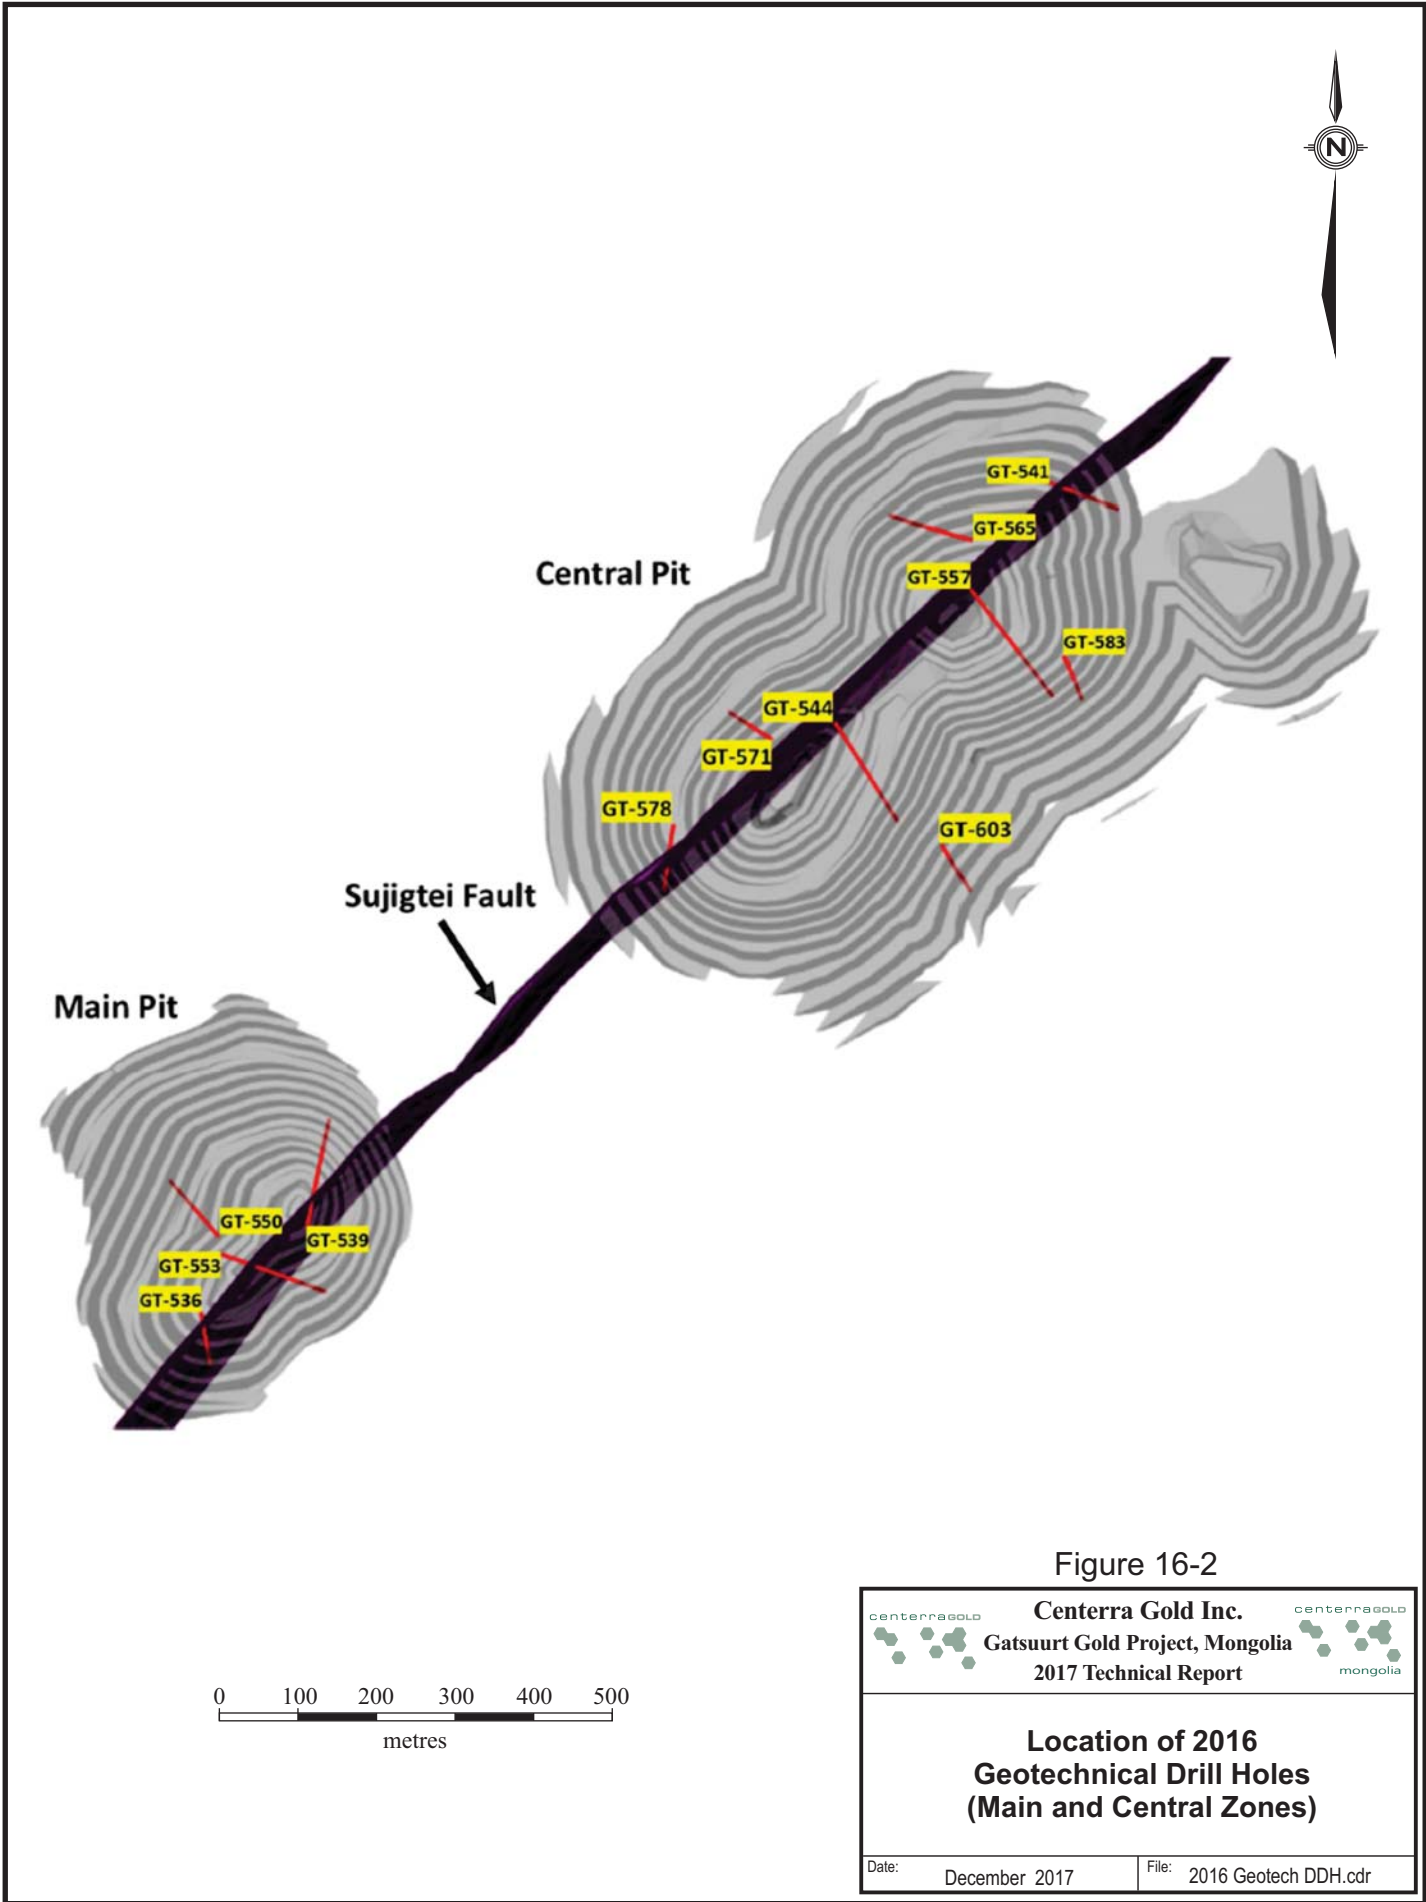 N
GT-541
GT-565
Central Pit
GT-557
GT-583
GT-544
GT-571
GT-578
GT-603
Sujigtei Fault
Main Pit
GT-550
GT-539
GT-553
GT-536
Figure 16-2
centerraGOLD
Centerra Gold Inc.
centerraGOLD
Gatsuurt Gold Project, Mongolia
2017 Technical Report
mongolia
0 100 200 300 400 500
metres
Location of 2016
Geotechnical Drill Holes
(Main and Central Zones)
Date: December 2017
File: 2016 Geotech DDH.cdr